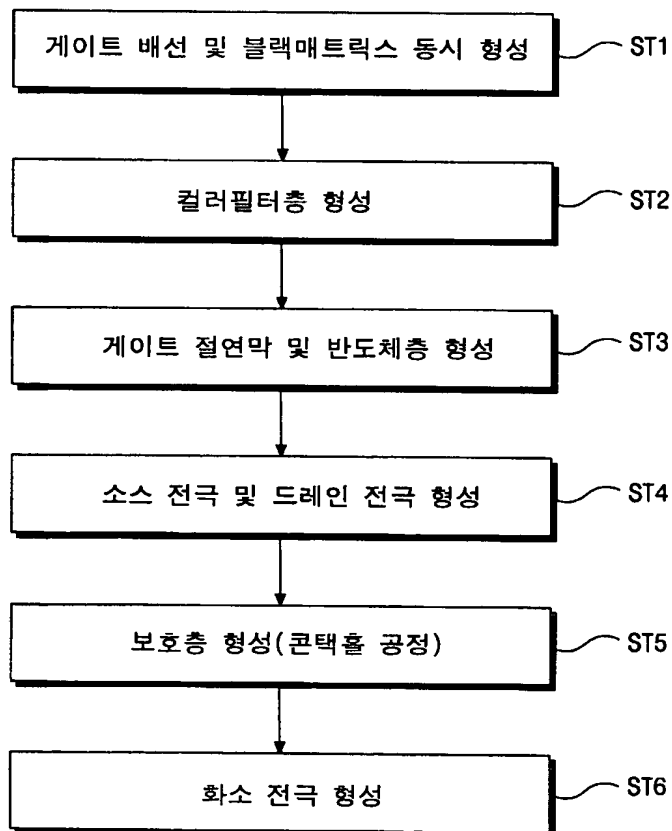 게이트 배선 및 블랙매트릭스 동시 형성 ST1
컬러필터층 형성 ST2
게이트 절연막 및 반도체층 형성 ST3
소스 전극 및 드레인 전극 형성 ST4
보호층 형성(콘택홀 공정) ST5
화소 전극 형성 ST6